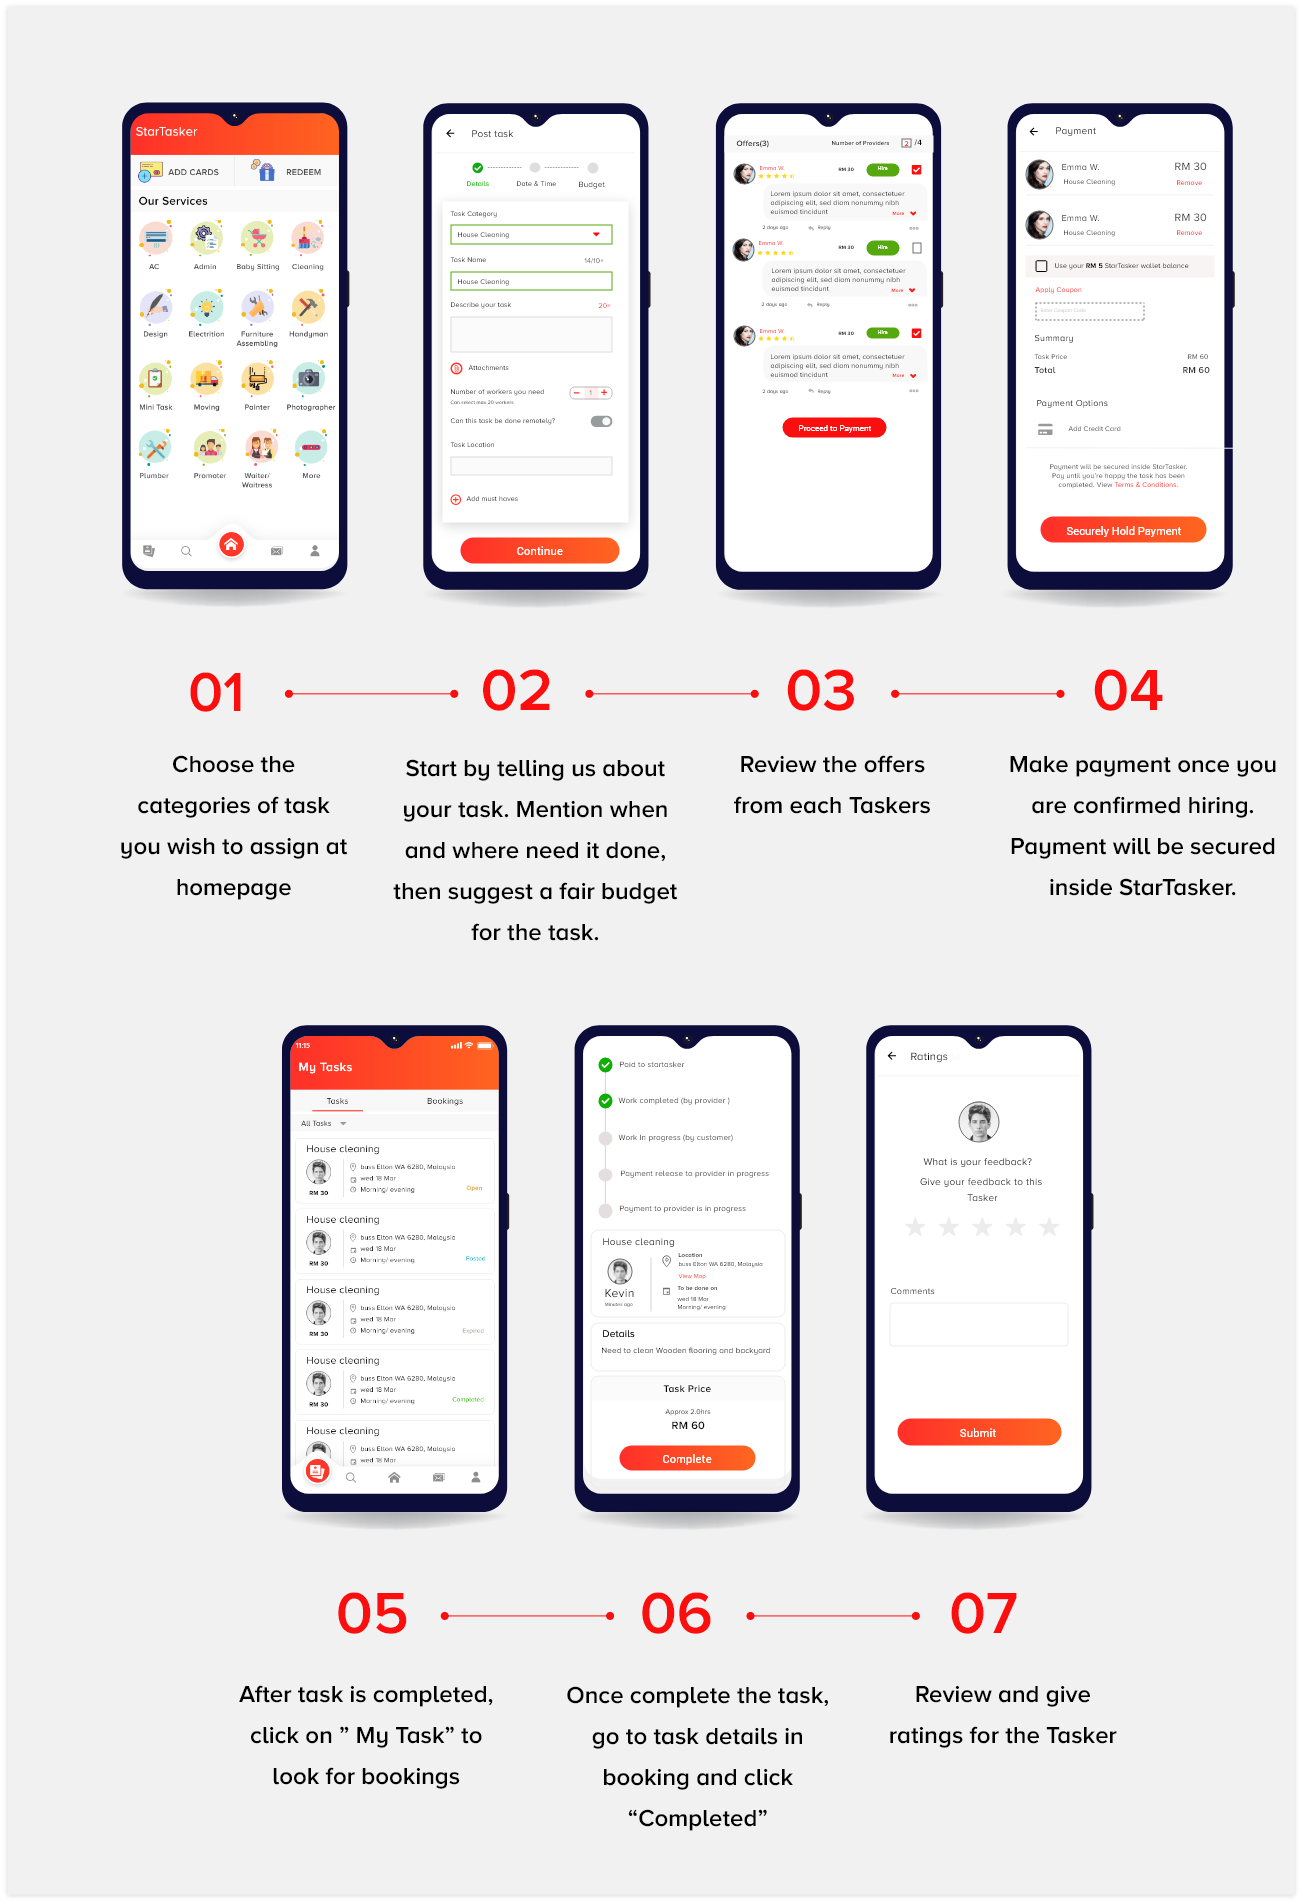 StarTasker
ADD CARDS
REDEEM
Our Services
AC
Admin
Baby Sitting
Cleaning
Design
Electrition
Furniture
Assembling
Handyman
Mini Task
Moving
Painter
Photographer
Plumber
Promoter
Waiter/
Waitress
More
Post task
Details
Date & Time
Budget
Task Category
House Cleaning
Task Name
14/10+
House Cleaning
Describe your task
20+
Attachments
Number of workers you need
Can select max 20 workers
1
Can this task be done remotely?
Task Location
Add must haves
Continue
Offers(3)
Number of Providers
2 /4
Emma W.
RM 30
Hire
Lorem ipsum dolor sit amet, consectetuer
adipiscing elit, sed diam nonummy nibh
euismod tincidunt
More
2 days ago
Reply
Emma W.
RM 30
Hire
Lorem ipsum dolor sit amet, consectetuer
adipiscing elit, sed diam nonummy nibh
euismod tincidunt
More
2 days ago
Reply
Emma W.
RM 30
Hire
Lorem ipsum dolor sit amet, consectetuer
adipiscing elit, sed diam nonummy nibh
euismod tincidunt
More
2 days ago
Reply
Proceed to Payment
Payment
Emma W.
RM 30
House Cleaning
Remove
Emma W.
RM 30
House Cleaning
Remove
Use your RM 5 StarTasker wallet balance
Apply Coupon
Enter Coupon Code
Summary
Task Price
RM 60
Total
RM 60
Payment Options
Add Credit Card
Payment will be secured inside StarTasker.
Pay until you're happy the task has been
completed. View Terms & Conditions.
Securely Hold Payment
01
02
03
04
Choose the
categories of task
you wish to assign at
homepage
Start by telling us about
your task. Mention when
and where need it done,
then suggest a fair budget
for the task.
Review the offers
from each Taskers
Make payment once you
are confirmed hiring.
Payment will be secured
inside StarTasker.
11:15
My Tasks
Tasks
Bookings
All Tasks
House cleaning
buss Elton WA 6280, Malaysia
wed 18 Mar
Morning/ evening
RM 30
Open
House cleaning
buss Elton WA 6280, Malaysia
wed 18 Mar
Morning/ evening
RM 30
Posted
House cleaning
buss Elton WA 6280, Malaysia
wed 18 Mar
Morning/ evening
RM 30
Expried
House cleaning
buss Elton WA 6280, Malaysia
wed 18 Mar
Morning/ evening
RM 30
Completed
House cleaning
buss Elton WA 6280, Malaysia
wed 18 Mar
Paid to startasker
Work completed (by provider )
Work In progress (by customer)
Payment release to provider in progress
Payment to provider is in progress
House cleaning
Kevin
Minutes ago
Location
buss Elton WA 6280, Malaysia
View Map
To be done on
wed 18 Mar
Morning/ evening
Details
Need to clean Wooden flooring and backyard
Task Price
Approx 2.0hrs
RM 60
Complete
Ratings
What is your feedback?
Give your feedback to this
Tasker
Comments
Submit
05
06
07
After task is completed,
click on ” My Task” to
look for bookings
Once complete the task,
go to task details in
booking and click
“Completed”
Review and give
ratings for the Tasker